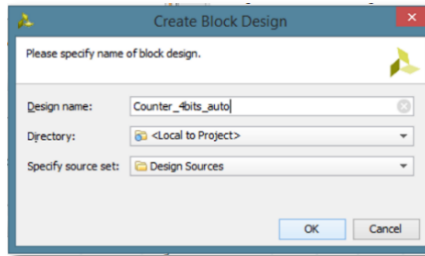 Create Block Design
Please specify name of block design.
Design name: Counter_4bits_auto
Directory: <Local to Project>
Specify source set: Design Sources
OK Cancel